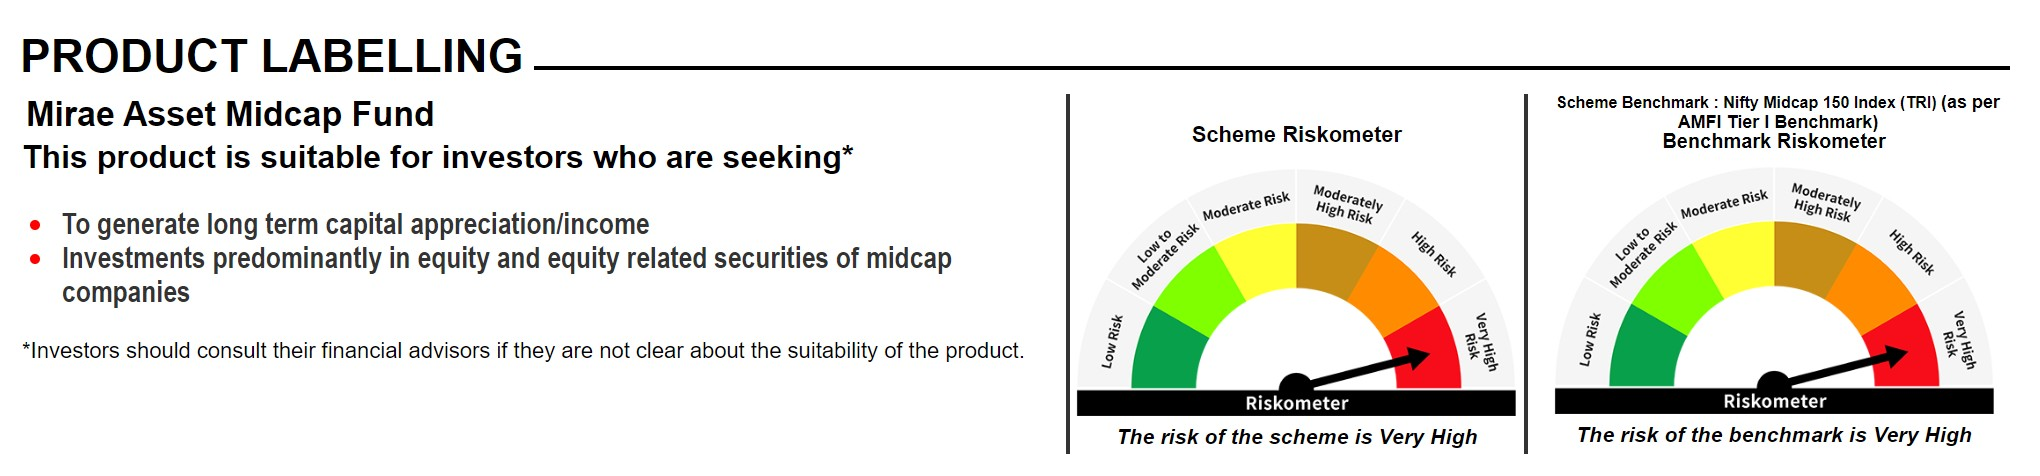 PRODUCT LABELLING
Mirae Asset Midcap Fund
This product is suitable for investors who are seeking*
• To generate long term capital appreciation/income
• Investments predominantly in equity and equity related securities of midcap
companies
*Investors should consult their financial advisors if they are not clear about the suitability of the product.
Scheme Riskometer
Low Risk
Low to
Moderate Risk
Moderate Risk
Moderately
High Risk
High Risk
Very High
Risk
Riskometer
The risk of the scheme is Very High
Scheme Benchmark : Nifty Midcap 150 Index (TRI) (as per
AMFI Tier I Benchmark)
Benchmark Riskometer
Low Risk
Low to
Moderate Risk
Moderate Risk
Moderately
High Risk
High Risk
Very High
Risk
Riskometer
The risk of the benchmark is Very High